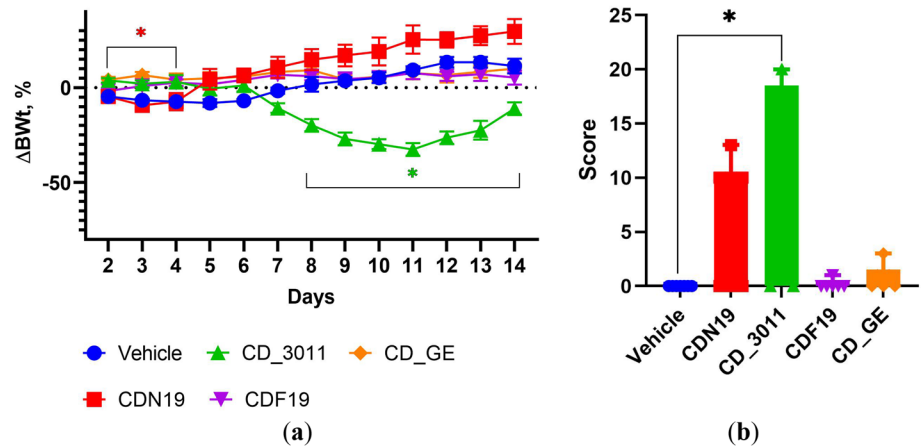 *
*
0
-50
ΔBWt, %
2 3 4 5 6 7 8 9 10 11 12 13 14
Days
Vehicle CD_3011 CD_GE
CDN19 CDF19
(a)
*
25
20
15
10
5
0
Score
Vehicle
CDN19
CD_3011
CDF19
CD_GE
(b)